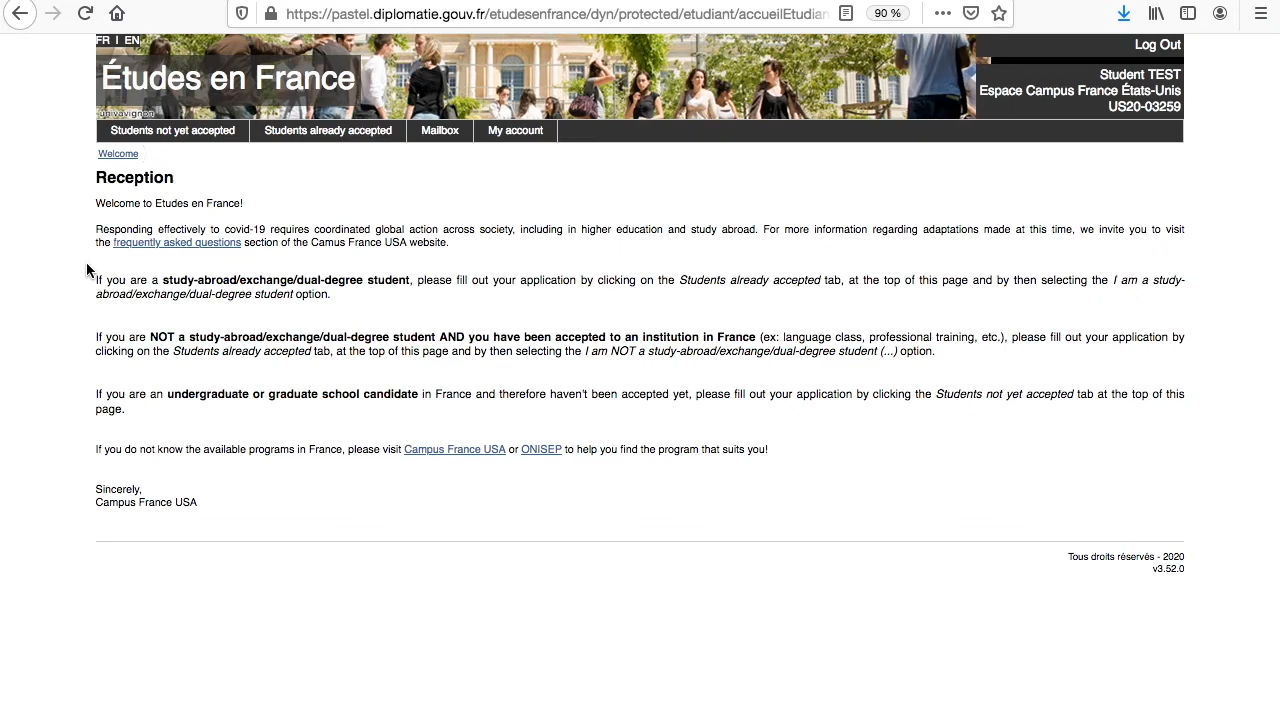 https://pastel.diplomatie.gouv.fr/etudesenfrance/dyn/protected/etudiant/accueilEtudian
90 %
FR | EN
Log Out
Études en France
Student TEST
Espace Campus France États-Unis
US20-03259
univavignon
Students not yet accepted
Students already accepted
Mailbox
My account
Welcome
Reception
Welcome to Etudes en France!
Responding effectively to covid-19 requires coordinated global action across society, including in higher education and study abroad. For more information regarding adaptations made at this time, we invite you to visit
the frequently asked questions section of the Camus France USA website.
If you are a study-abroad/exchange/dual-degree student, please fill out your application by clicking on the Students already accepted tab, at the top of this page and by then selecting the I am a study-
abroad/exchange/dual-degree student option.
If you are NOT a study-abroad/exchange/dual-degree student AND you have been accepted to an institution in France (ex: language class, professional training, etc.), please fill out your application by
clicking on the Students already accepted tab, at the top of this page and by then selecting the I am NOT a study-abroad/exchange/dual-degree student (...) option.
If you are an undergraduate or graduate school candidate in France and therefore haven't been accepted yet, please fill out your application by clicking the Students not yet accepted tab at the top of this
page.
If you do not know the available programs in France, please visit Campus France USA or ONISEP to help you find the program that suits you!
Sincerely,
Campus France USA
Tous droits réservés - 2020
v3.52.0